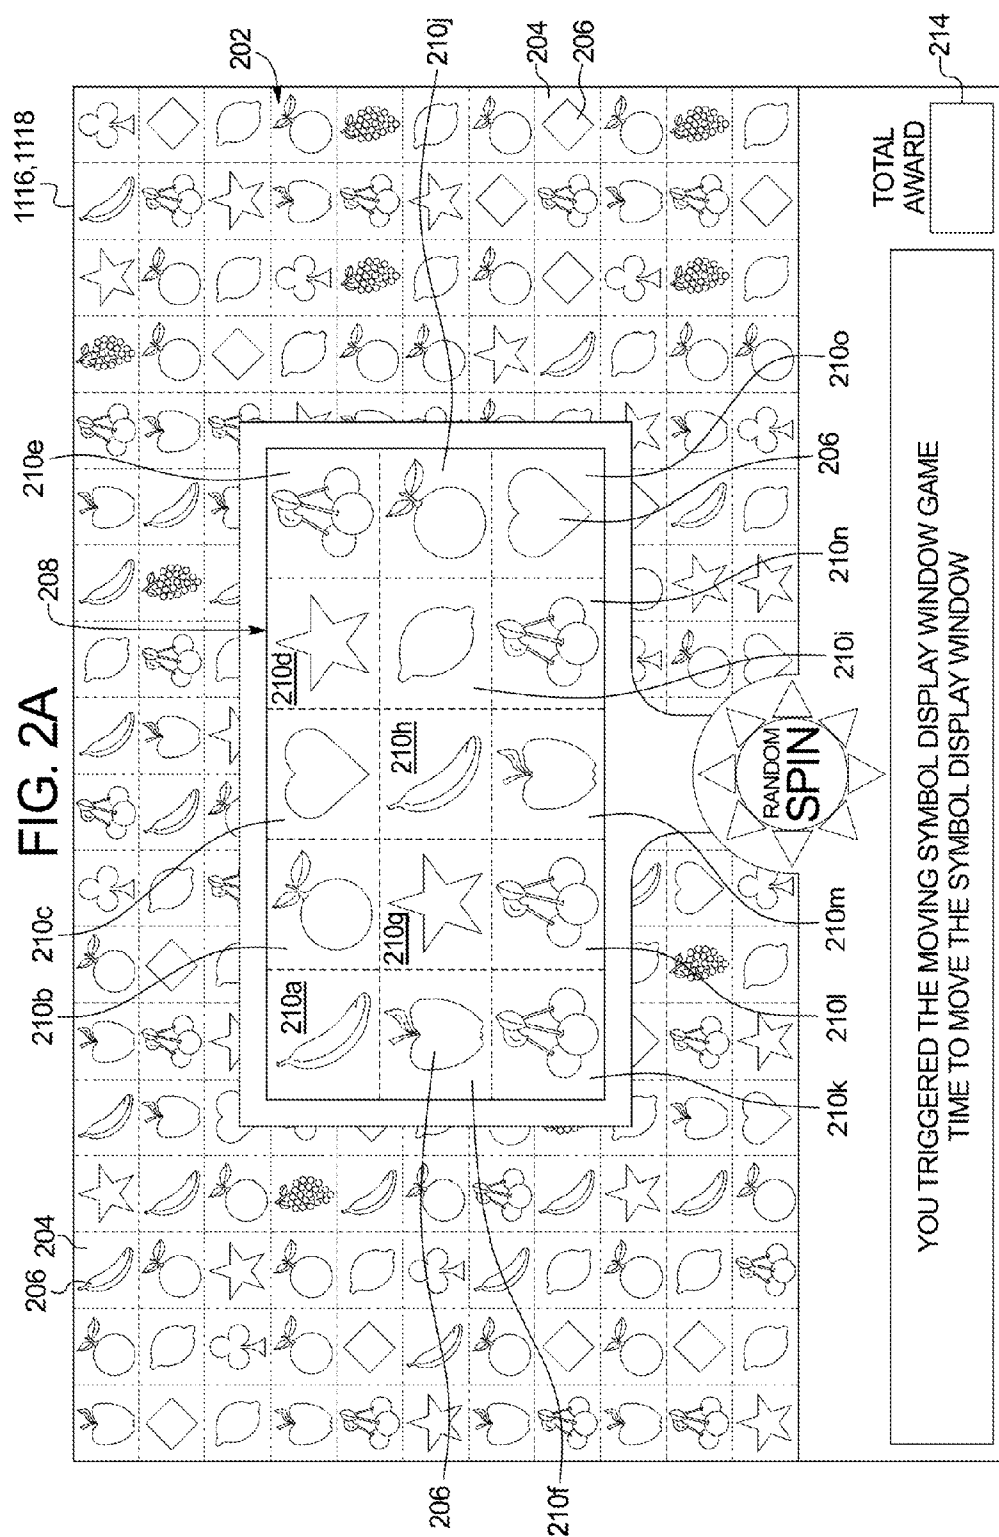 FIG. 2A
1116,1118
206
204
210b
210c
208
210e
202
210a
210d
210g
210h
210j
206
204
206
210f
RANDOM
SPIN
210k
210l
210m
210i
210n
206
210o
TOTAL
AWARD
214
YOU TRIGGERED THE MOVING SYMBOL DISPLAY WINDOW GAME
TIME TO MOVE THE SYMBOL DISPLAY WINDOW